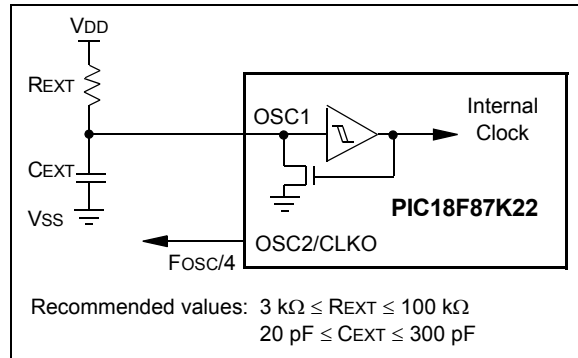 VDD
REXT
OSC1
Internal
Clock
CEXT
PIC18F87K22
VSS
OSC2/CLKO
FOSC/4
Recommended values: 3 kΩ ≤ REXT ≤ 100 kΩ
20 pF ≤ CEXT ≤ 300 pF